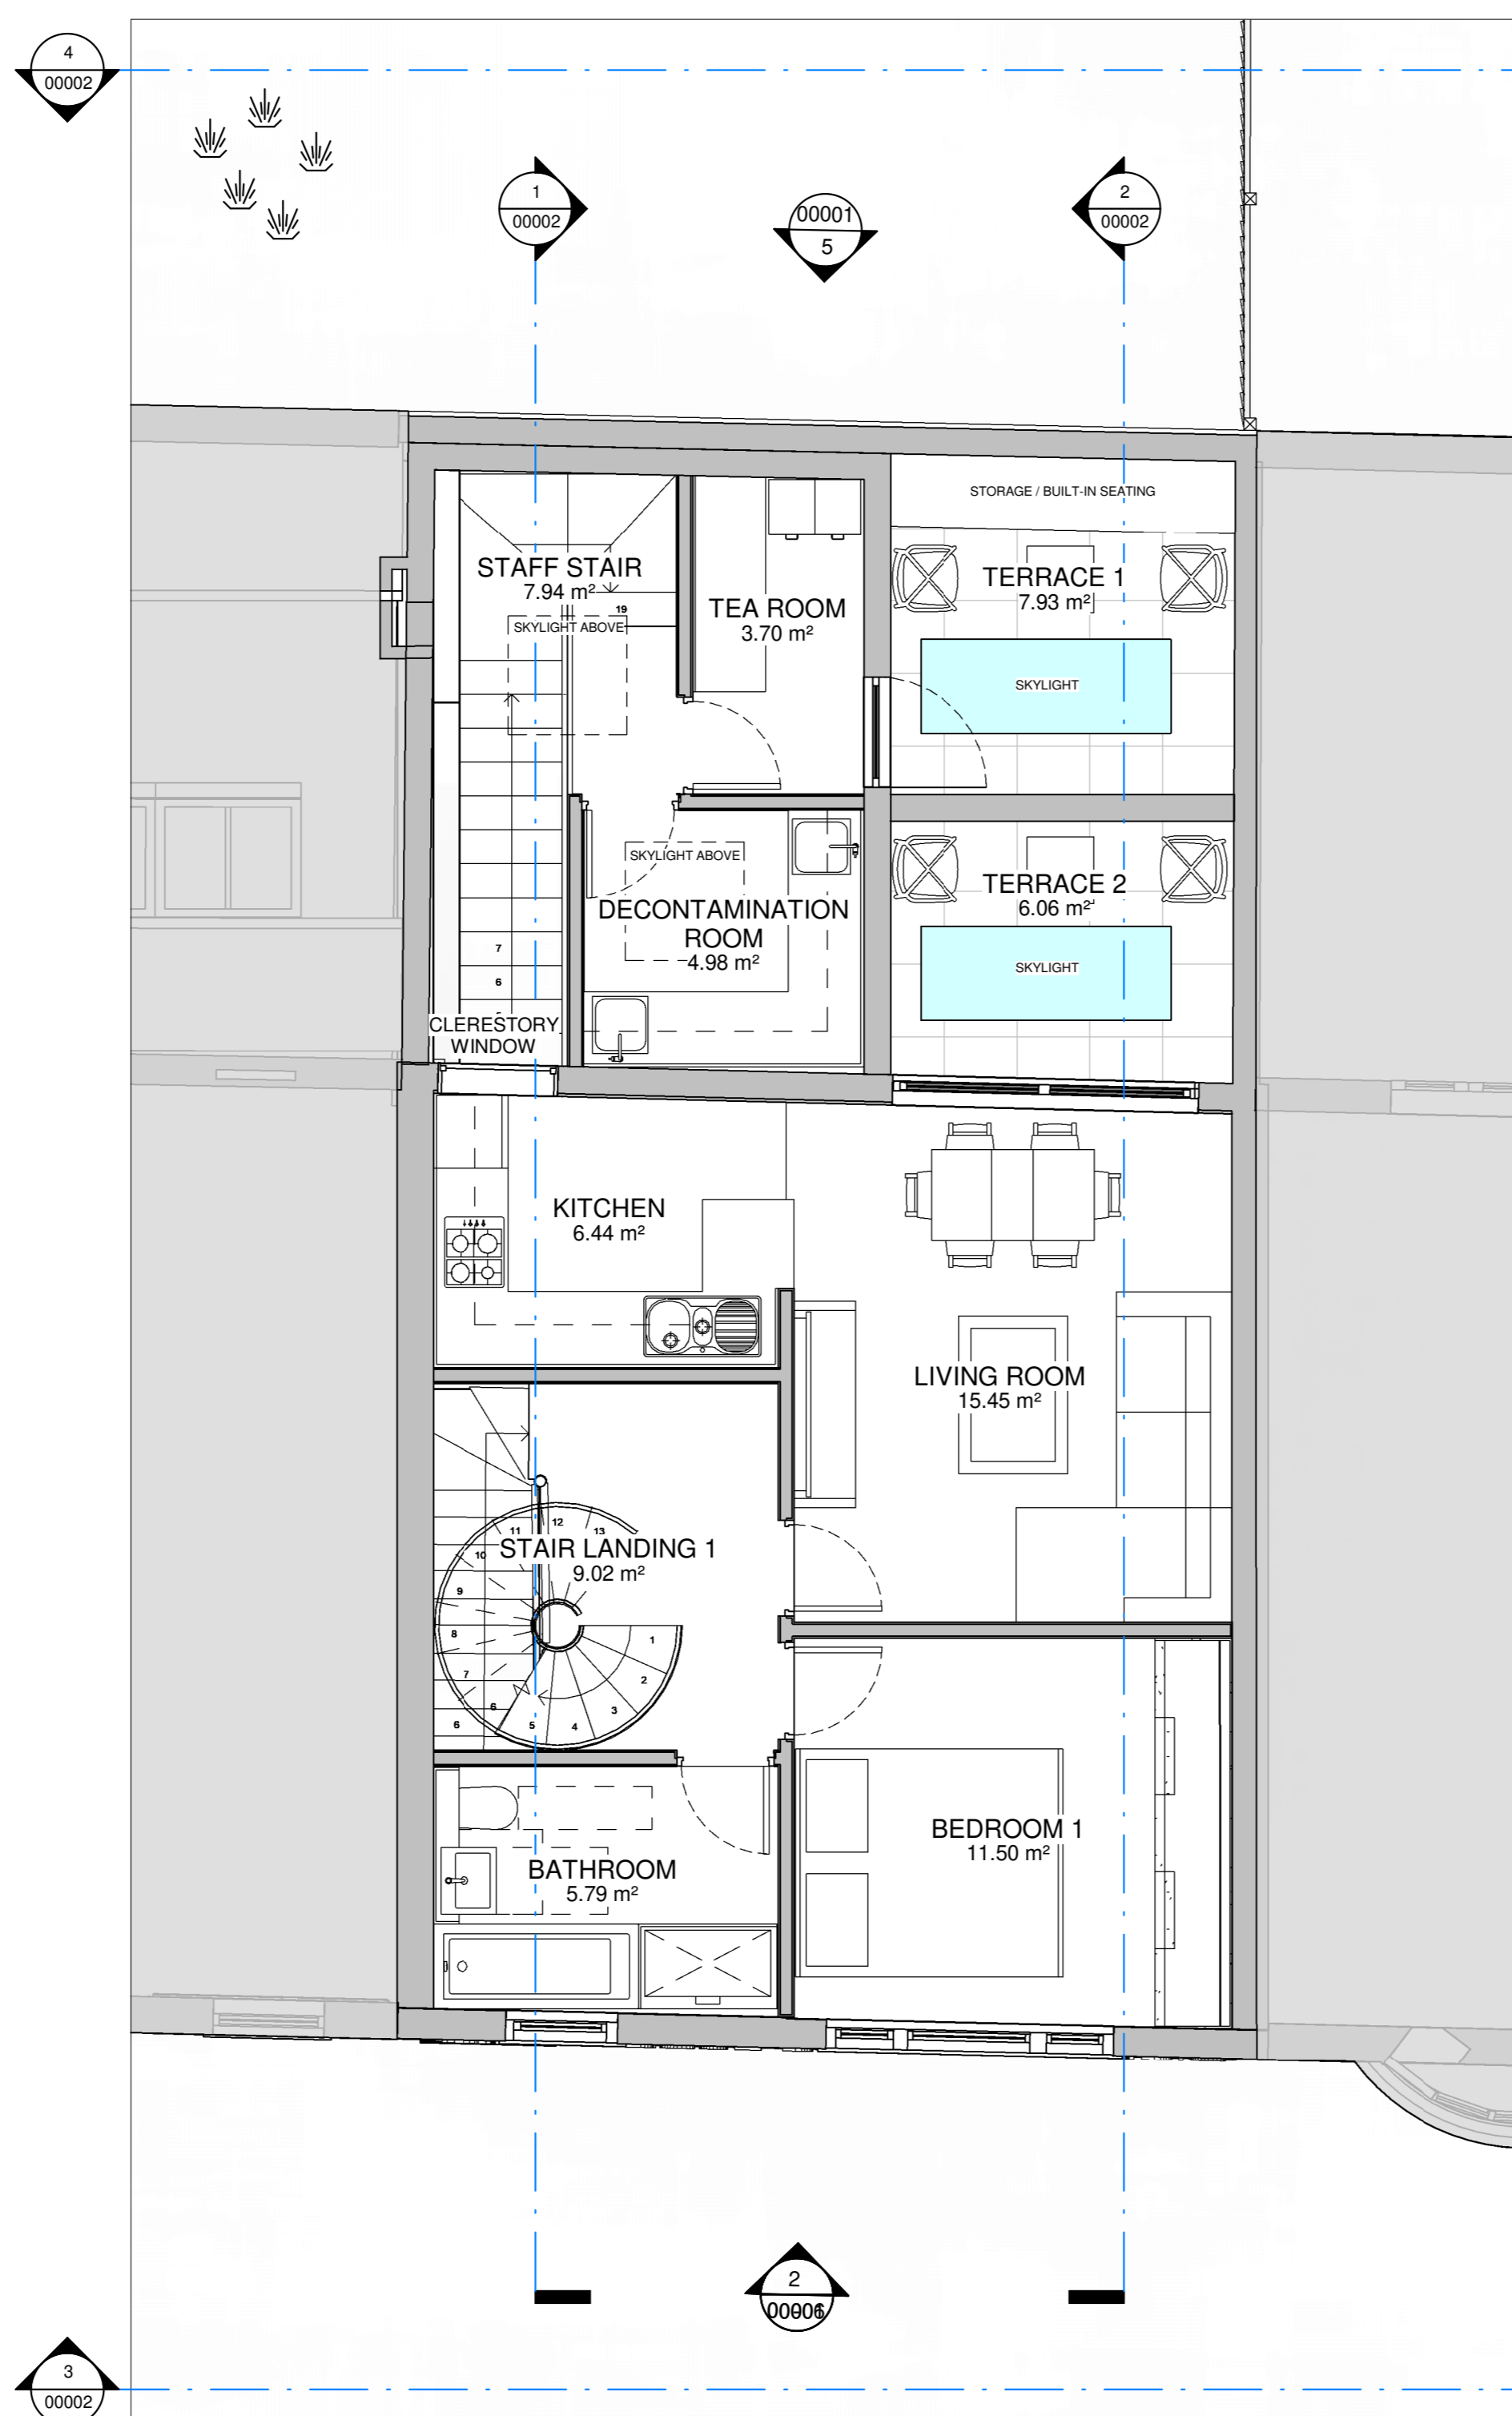 4
00002
1
00002
00001
5
2
00002
STORAGE / BUILT-IN SEATING
STAFF STAIR
7.94 m²
19
SKYLIGHT ABOVE
TEA ROOM
3.70 m²
TERRACE 1
7.93 m²
SKYLIGHT
SKYLIGHT ABOVE
DECONTAMINATION
ROOM
4.98 m²
TERRACE 2
6.06 m²
SKYLIGHT
7
6
CLERESTORY
WINDOW
KITCHEN
6.44 m²
LIVING ROOM
15.45 m²
STAIR LANDING 1
9.02 m²
13
12
11
10
9
8
7
6
6
5
4
3
2
1
BEDROOM 1
11.50 m²
BATHROOM
5.79 m²
2
3
00002